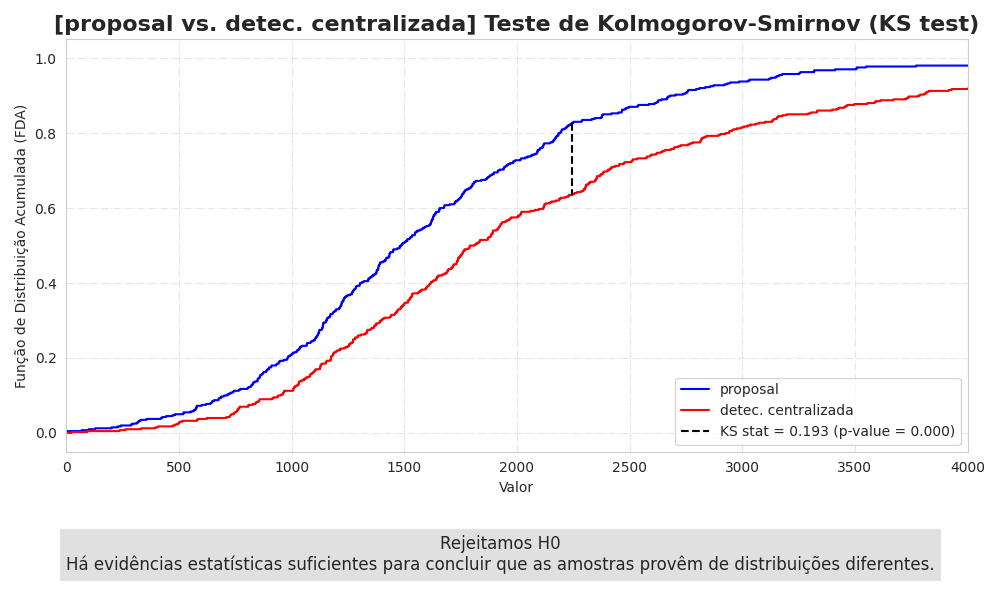 [proposal vs. detec. centralizada] Teste de Kolmogorov-Smirnov (KS test)
Função de Distribuição Acumulada (FDA)
1.0
0.8
0.6
0.4
0.2
0.0
proposal
detec. centralizada
KS stat = 0.193 (p-value = 0.000)
0 500 1000 1500 2000 2500 3000 3500 4000
Valor
Rejeitamos H0
Há evidências estatísticas suficientes para concluir que as amostras provêm de distribuições diferentes.